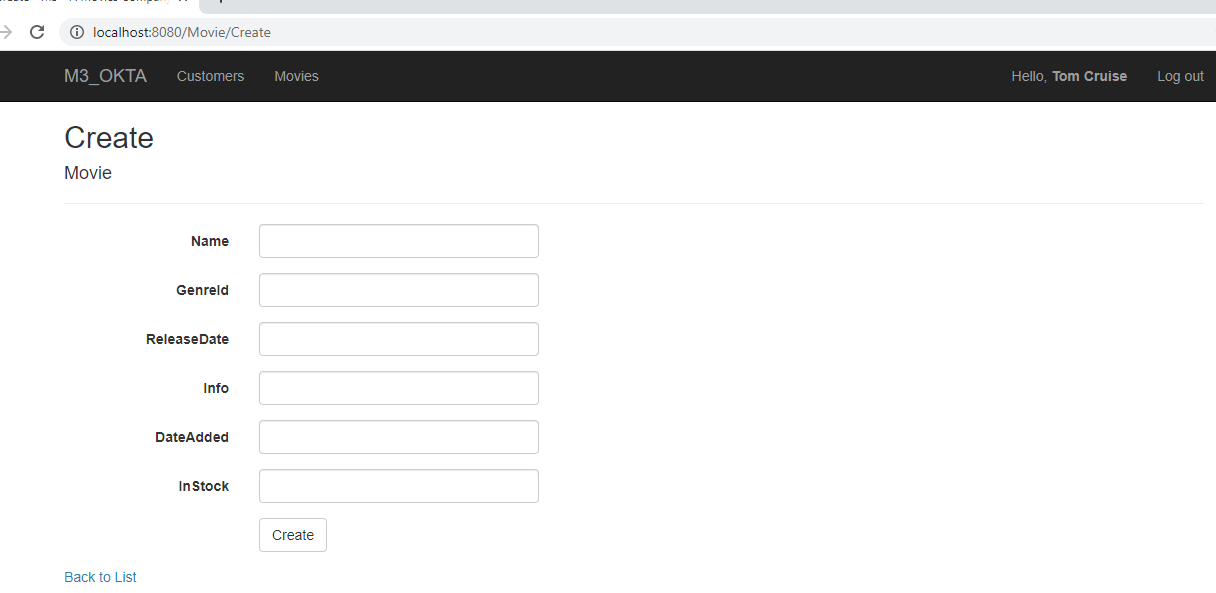 localhost:8080/Movie/Create
M3_OKTA Customers Movies Hello, Tom Cruise Log out
Create
Movie
Name
GenreId
ReleaseDate
Info
DateAdded
InStock
Create
Back to List